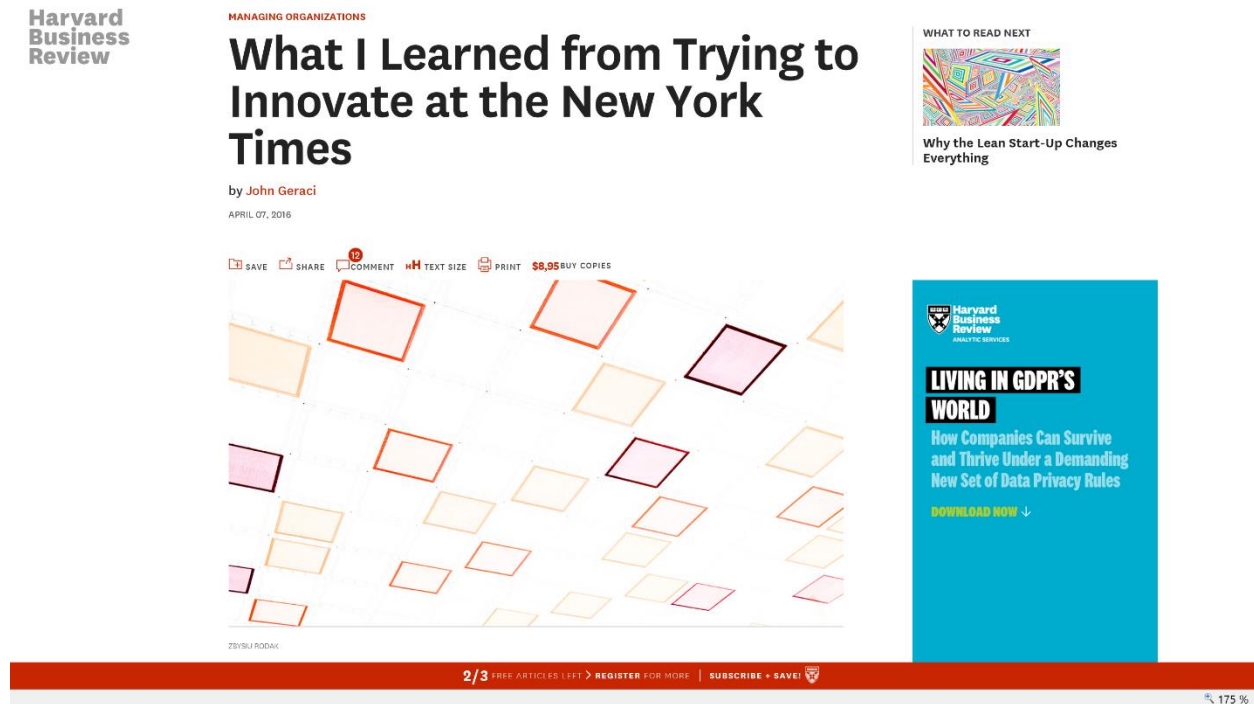 Harvard
Business
Review
MANAGING ORGANIZATIONS
What I Learned from Trying to
Innovate at the New York
Times
by John Geraci
APRIL 07, 2016
12
SAVE SHARE COMMENT HH TEXT SIZE PRINT $8,95 BUY COPIES
ZBYSIU RODAK
WHAT TO READ NEXT
Why the Lean Start-Up Changes
Everything
Harvard
Business
Review
ANALYTIC SERVICES
LIVING IN GDPR'S
WORLD
How Companies Can Survive
and Thrive Under a Demanding
New Set of Data Privacy Rules
DOWNLOAD NOW ↓
2/3 FREE ARTICLES LEFT > REGISTER FOR MORE | SUBSCRIBE + SAVE!
175 %